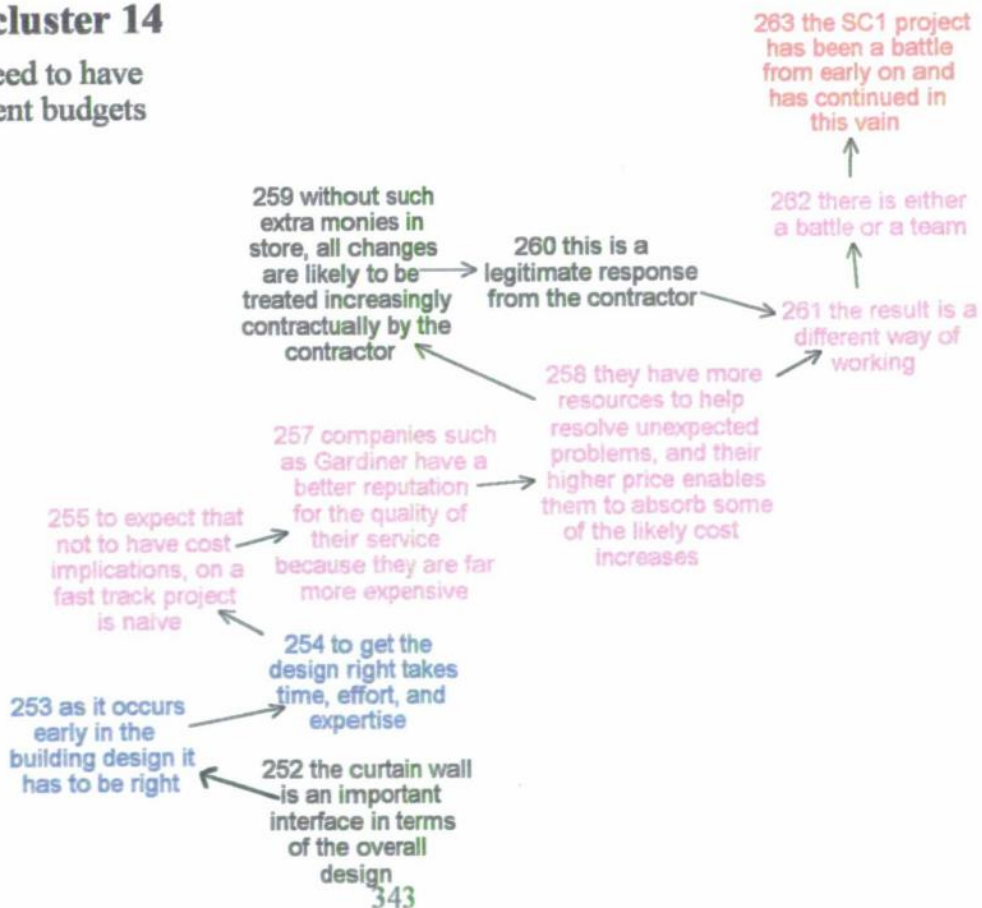 cluster 14
eed to have
ent budgets
263 the SC1 project
has been a battle
from early on and
has continued in
this vain
259 without such
extra monies in
store, all changes
are likely to be
treated increasingly
contractually by the
contractor
260 this is a
legitimate response
from the contractor
262 there is either
a battle or a team
261 the result is a
different way of
working
258 they have more
resources to help
resolve unexpected
problems, and their
higher price enables
them to absorb some
of the likely cost
increases
257 companies such
as Gardiner have a
better reputation
for the quality of
their service
because they are far
more expensive
255 to expect that
not to have cost
implications, on a
fast track project
is naive
254 to get the
design right takes
time, effort, and
expertise
253 as it occurs
early in the
building design it
has to be right
252 the curtain wall
is an important
interface in terms
of the overall
design
343